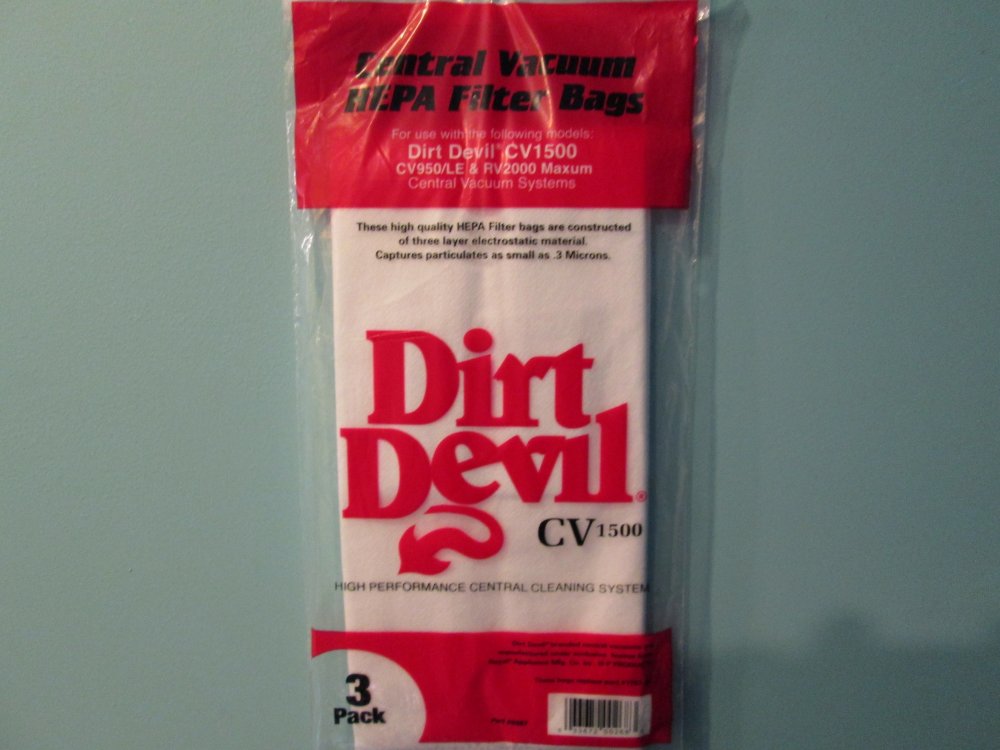 Central Vacuum
HEPA Filter Bags
For use with the following models:
Dirt Devil® CV1500
CV950/LE & RV2000 Maxum
Central Vacuum Systems
These high quality HEPA Filter bags are constructed
of three layer electrostatic material.
Captures particulates as small as .3 Microns.
Dirt
Devil®
CV1500
HIGH PERFORMANCE CENTRAL CLEANING SYSTEM
3
Pack